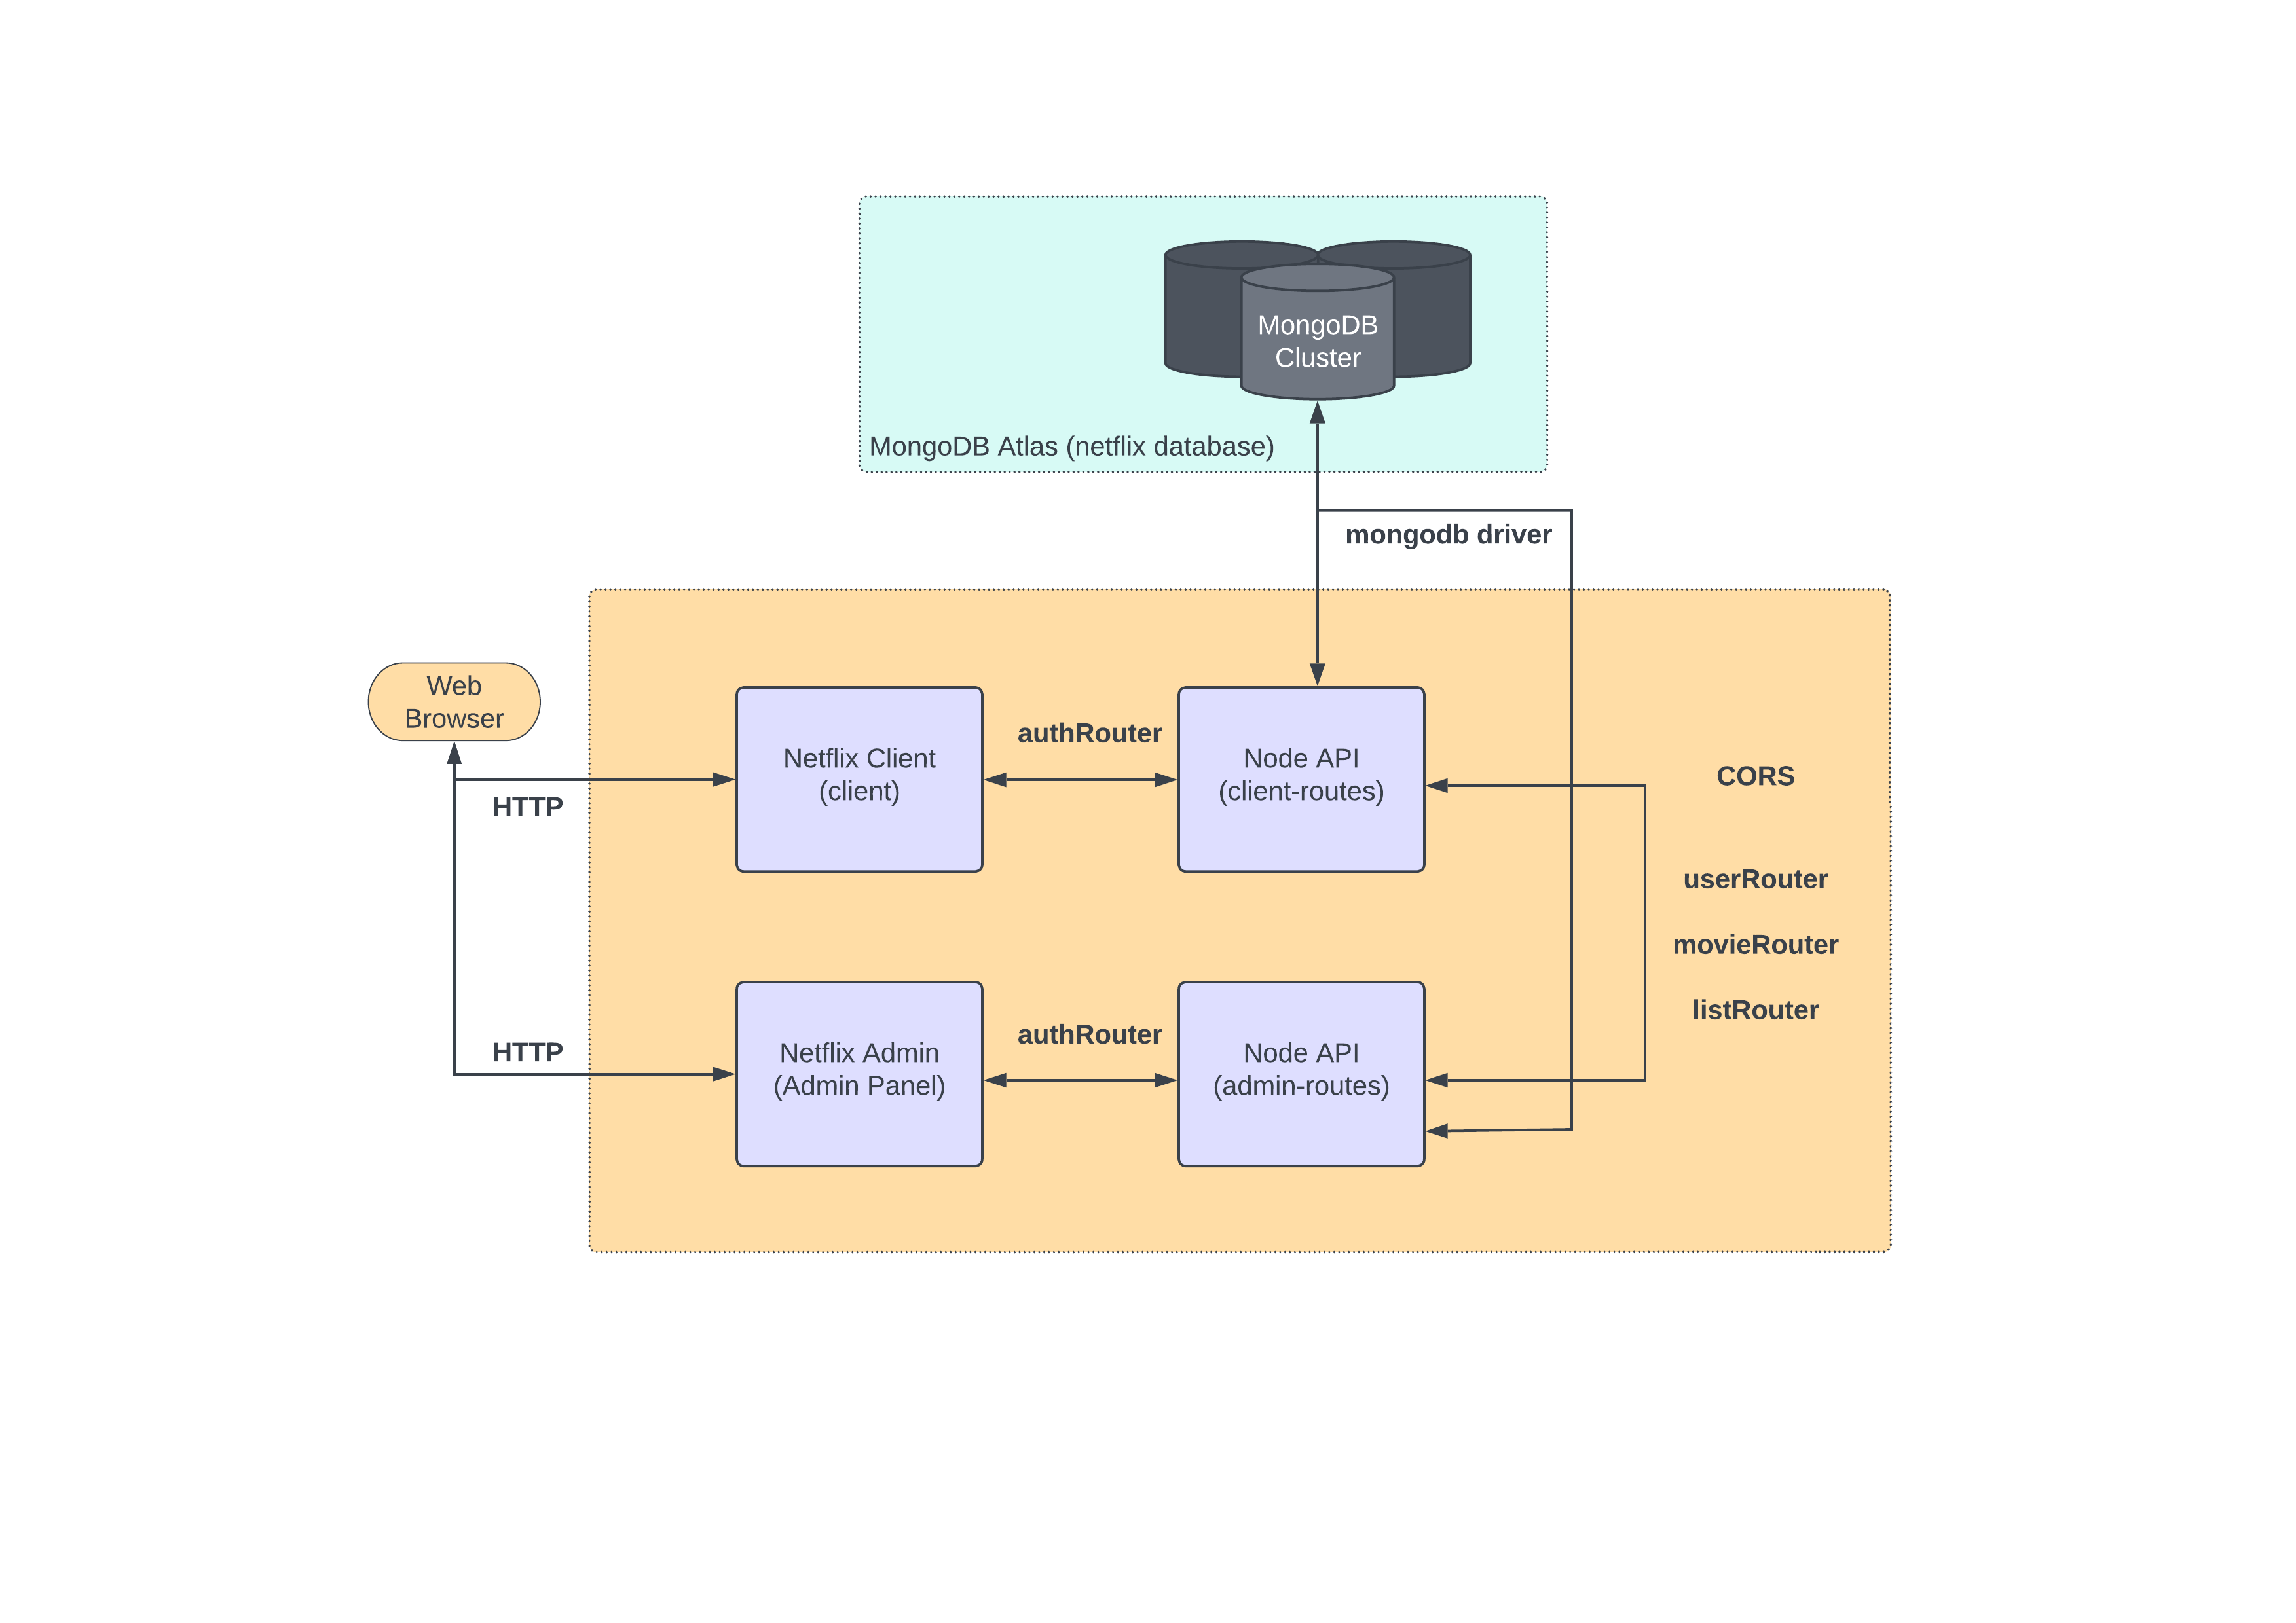 MongoDB
Cluster
MongoDB Atlas (netflix database)
mongodb driver
Web
Browser
HTTP
HTTP
Netflix Client
(client)
authRouter
Node API
(client-routes)
CORS
userRouter
movieRouter
listRouter
Netflix Admin
(Admin Panel)
authRouter
Node API
(admin-routes)